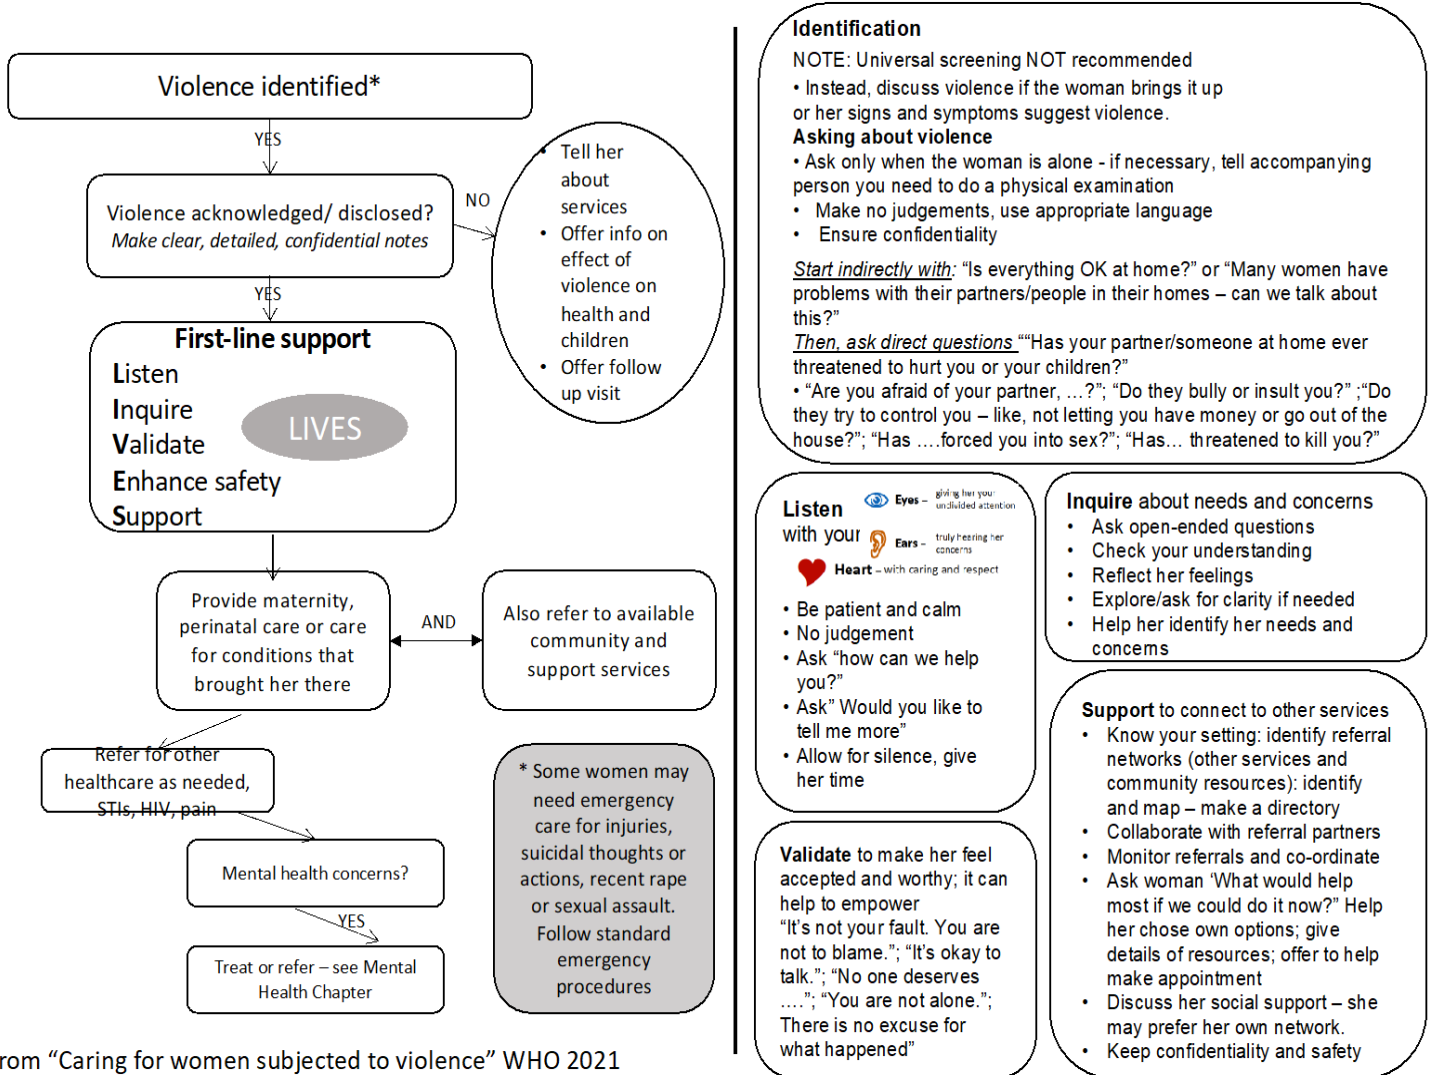 Violence identified*
YES
Violence acknowledged/ disclosed?
Make clear, detailed, confidential notes
NO
• Tell her
about
services
• Offer info on
effect of
violence on
health and
children
• Offer follow
up visit
YES
First-line support
Listen
Inquire
Validate
Enhance safety
Support
LIVES
Provide maternity,
perinatal care or care
for conditions that
brought her there
AND
Also refer to available
community and
support services
Refer for other
healthcare as needed,
STIs, HIV, pain
Mental health concerns?
YES
Treat or refer – see Mental
Health Chapter
* Some women may
need emergency
care for injuries,
suicidal thoughts or
actions, recent rape
or sexual assault.
Follow standard
emergency
procedures
rom “Caring for women subjected to violence” WHO 2021
Identification
NOTE: Universal screening NOT recommended
• Instead, discuss violence if the woman brings it up
or her signs and symptoms suggest violence.
Asking about violence
• Ask only when the woman is alone - if necessary, tell accompanying
person you need to do a physical examination
• Make no judgements, use appropriate language
• Ensure confidentiality
Start indirectly with: “Is everything OK at home?” or “Many women have
problems with their partners/people in their homes – can we talk about
this?”
Then, ask direct questions ““Has your partner/someone at home ever
threatened to hurt you or your children?”
• “Are you afraid of your partner, …?”; “Do they bully or insult you?” ;“Do
they try to control you – like, not letting you have money or go out of the
house?”; “Has ….forced you into sex?”; “Has… threatened to kill you?”
Listen
with your
Eyes – giving her your
undivided attention
Ears – truly hearing her
concerns
Heart – with caring and respect
• Be patient and calm
• No judgement
• Ask “how can we help
you?”
• Ask” Would you like to
tell me more”
• Allow for silence, give
her time
Inquire about needs and concerns
• Ask open-ended questions
• Check your understanding
• Reflect her feelings
• Explore/ask for clarity if needed
• Help her identify her needs and
concerns
Validate to make her feel
accepted and worthy; it can
help to empower
“It’s not your fault. You are
not to blame.”; “It’s okay to
talk.”; “No one deserves
….”; “You are not alone.”;
There is no excuse for
what happened”
Support to connect to other services
• Know your setting: identify referral
networks (other services and
community resources): identify
and map – make a directory
• Collaborate with referral partners
• Monitor referrals and co-ordinate
• Ask woman ‘What would help
most if we could do it now?” Help
her chose own options; give
details of resources; offer to help
make appointment
• Discuss her social support – she
may prefer her own network.
• Keep confidentiality and safety